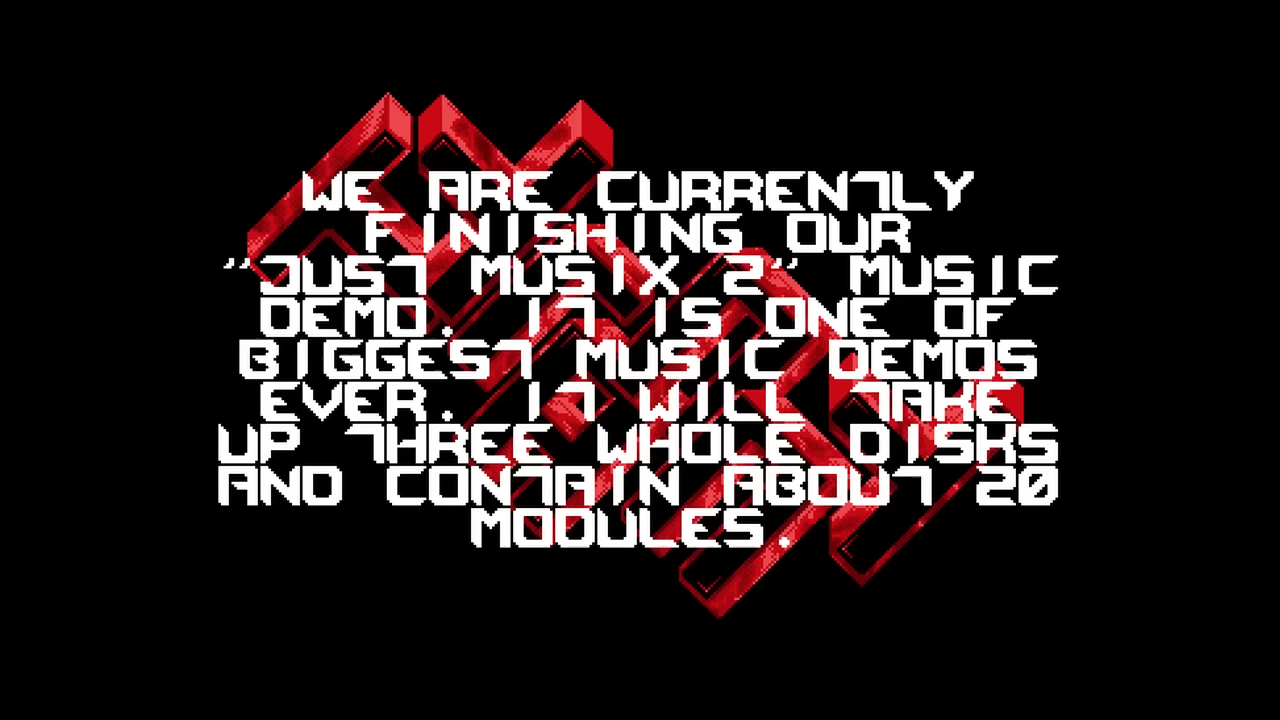 WE ARE CURRENTLY
FINISHING OUR
"JUST MUSIX 2" MUSIC
DEMO. IT IS ONE OF
BIGGEST MUSIC DEMOS
EVER. IT WILL TAKE
UP THREE WHOLE DISKS
AND CONTAIN ABOUT 20
MODULES.